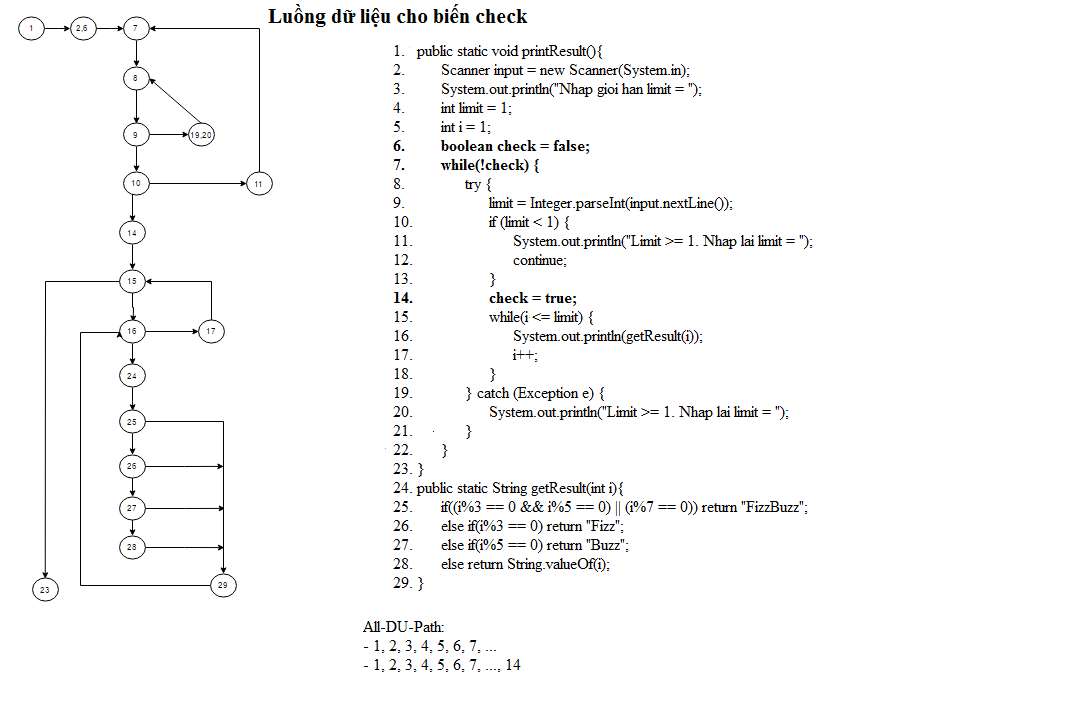 Luồng dữ liệu cho biến check
1
2,6
7
8
9
19,20
10
11
14
15
16
17
24
25
26
27
28
23
29
1. public static void printResult(){
2. Scanner input = new Scanner(System.in);
3. System.out.println("Nhap gioi han limit = ");
4. int limit = 1;
5. int i = 1;
6. boolean check = false;
7. while(!check) {
8. try {
9. limit = Integer.parseInt(input.nextLine());
10. if (limit < 1) {
11. System.out.println("Limit >= 1. Nhap lai limit = ");
12. continue;
13. }
14. check = true;
15. while(i <= limit) {
16. System.out.println(getResult(i));
17. i++;
18. }
19. } catch (Exception e) {
20. System.out.println("Limit >= 1. Nhap lai limit = ");
21. }
22. }
23. }
24. public static String getResult(int i){
25. if((i%3 == 0 && i%5 == 0) || (i%7 == 0)) return "FizzBuzz";
26. else if(i%3 == 0) return "Fizz";
27. else if(i%5 == 0) return "Buzz";
28. else return String.valueOf(i);
29. }
All-DU-Path:
- 1, 2, 3, 4, 5, 6, 7, ...
- 1, 2, 3, 4, 5, 6, 7, ..., 14